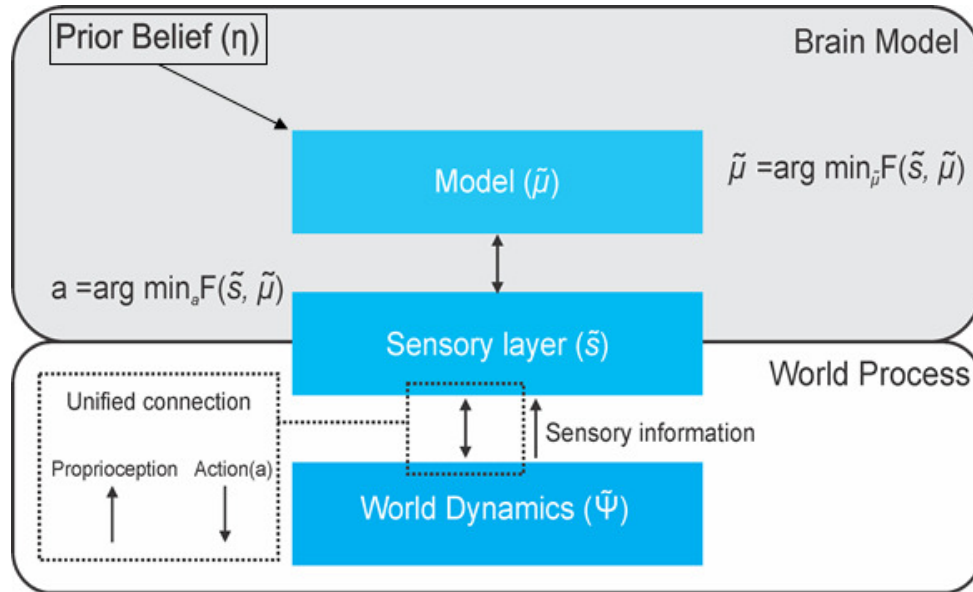 Prior Belief (η)
Brain Model
Model (μ̃)
μ̃ =arg min_μ̃F(s̃, μ̃)
a =arg min_aF(s̃, μ̃)
Sensory layer (s̃)
World Process
Unified connection
Proprioception Action(a)
Sensory information
World Dynamics (Ψ̃)